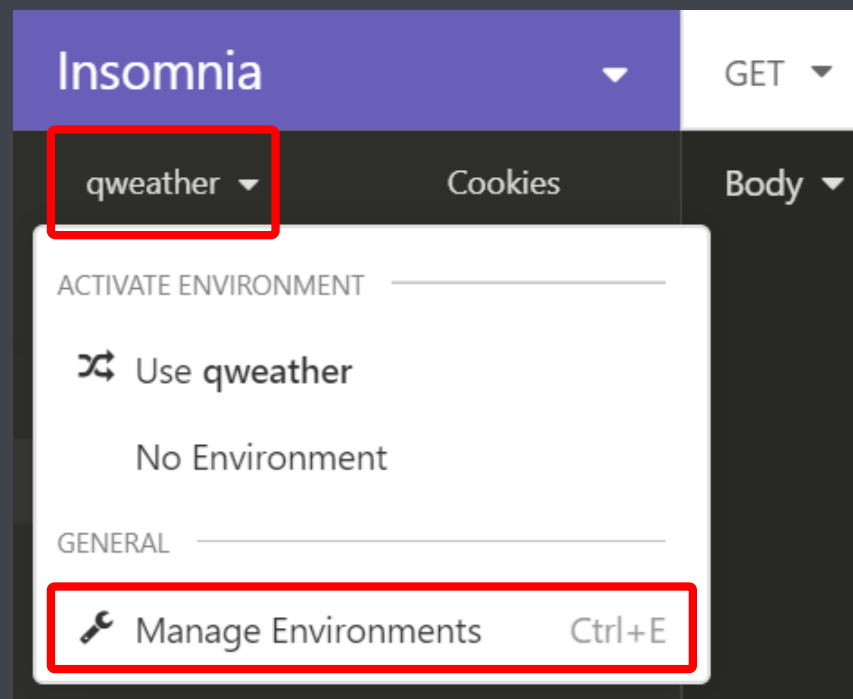 Insomnia GET
qweather Cookies Body
ACTIVATE ENVIRONMENT
Use qweather
No Environment
GENERAL
Manage Environments Ctrl+E